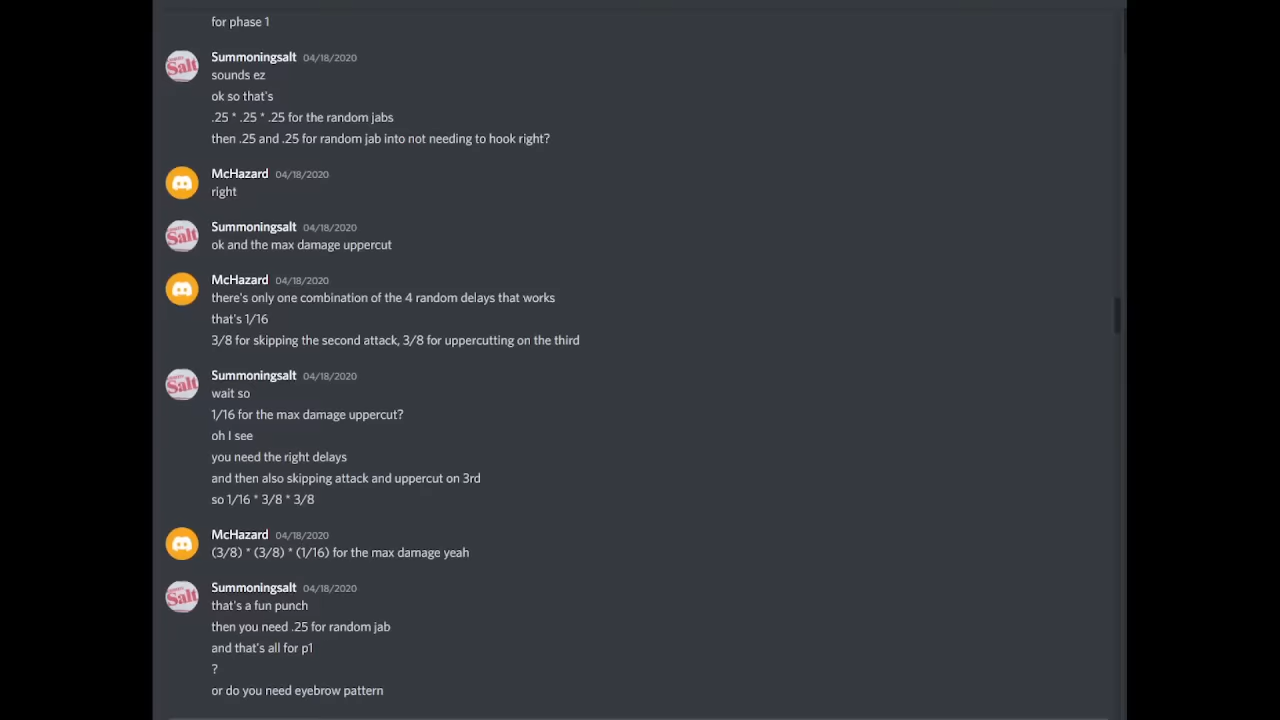 for phase 1
Summoningsalt 04/18/2020
sounds ez
ok so that's
.25 * .25 * .25 for the random jabs
then .25 and .25 for random jab into not needing to hook right?
McHazard 04/18/2020
right
Summoningsalt 04/18/2020
ok and the max damage uppercut
McHazard 04/18/2020
there's only one combination of the 4 random delays that works
that's 1/16
3/8 for skipping the second attack, 3/8 for uppercutting on the third
Summoningsalt 04/18/2020
wait so
1/16 for the max damage uppercut?
oh I see
you need the right delays
and then also skipping attack and uppercut on 3rd
so 1/16 * 3/8 * 3/8
McHazard 04/18/2020
(3/8) * (3/8) * (1/16) for the max damage yeah
Summoningsalt 04/18/2020
that's a fun punch
then you need .25 for random jab
and that's all for p1
?
or do you need eyebrow pattern
Salt
Salt
Salt
Salt